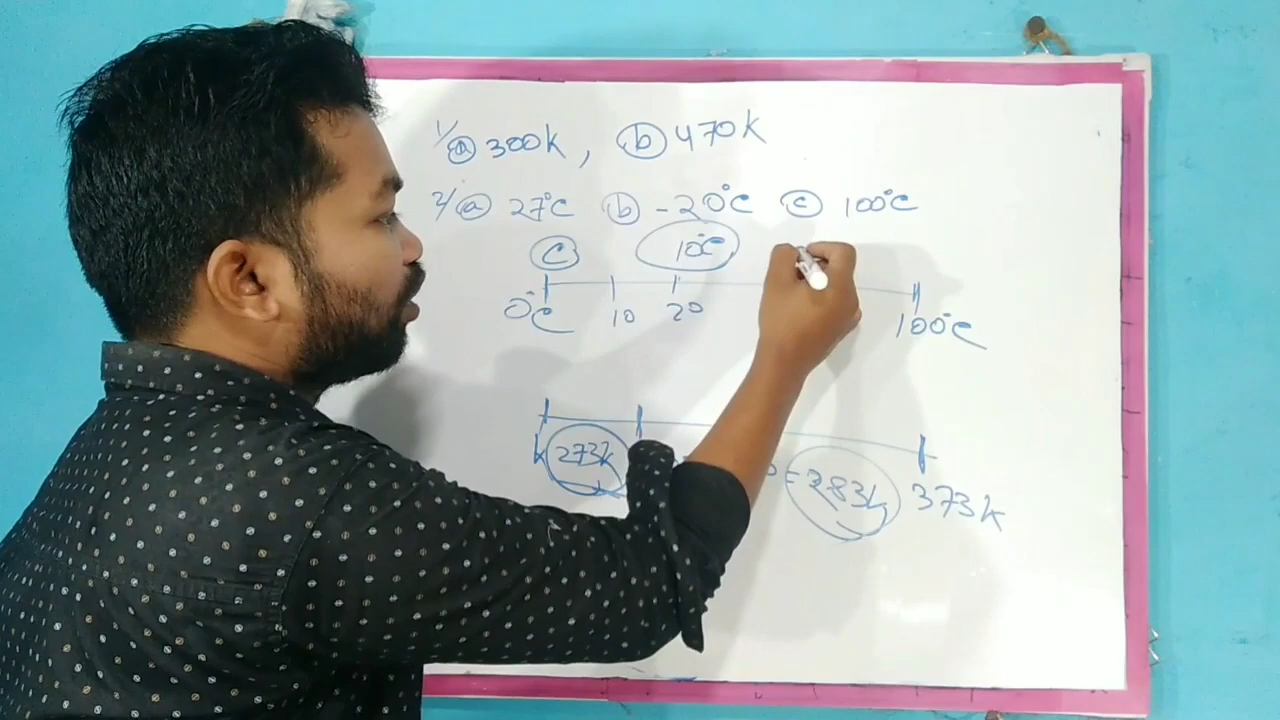 1/ (a) 300k, (b) 470k
2/ (a) 27°C (b) -20°C (c) 100°C
C 10°C
0°C 10 20 100°C
k 273k = 283k 373k